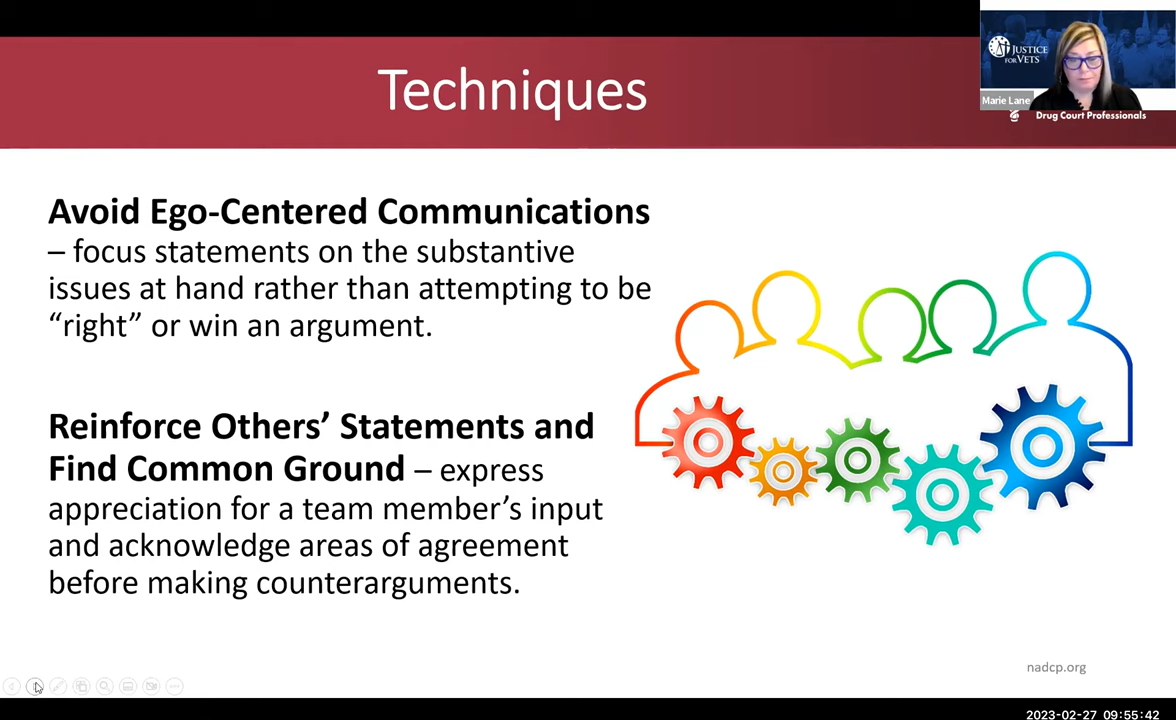 Techniques
JUSTICE
FOR VETS
Marie Lane
Drug Court Professionals
Avoid Ego-Centered Communications
– focus statements on the substantive
issues at hand rather than attempting to be
“right” or win an argument.
Reinforce Others’ Statements and
Find Common Ground – express
appreciation for a team member’s input
and acknowledge areas of agreement
before making counterarguments.
nadcp.org
2023-02-27 09:55:42